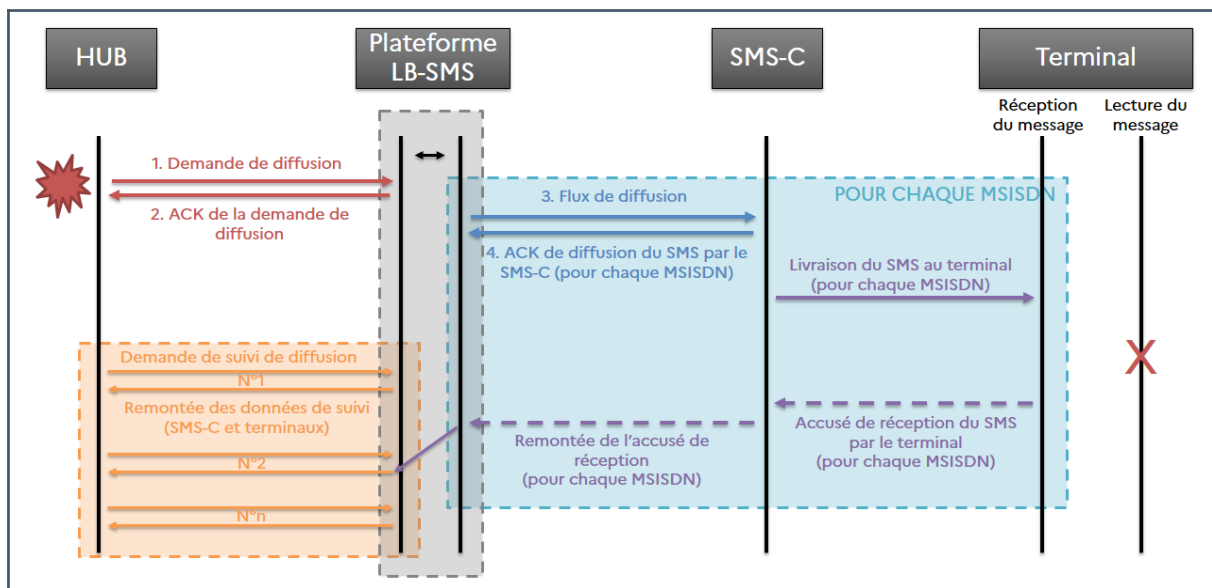 HUB
Plateforme
LB-SMS
SMS-C
Terminal
Réception
du message
Lecture du
message
1. Demande de diffusion
2. ACK de la demande de
diffusion
POUR CHAQUE MSISDN
3. Flux de diffusion
4. ACK de diffusion du SMS par le
SMS-C (pour chaque MSISDN)
Livraison du SMS au terminal
(pour chaque MSISDN)
Demande de suivi de diffusion
N°1
Remontée des données de suivi
(SMS-C et terminaux)
N°2
N°n
X
Remontée de l'accusé de
réception
(pour chaque MSISDN)
Accusé de réception du SMS
par le terminal
(pour chaque MSISDN)